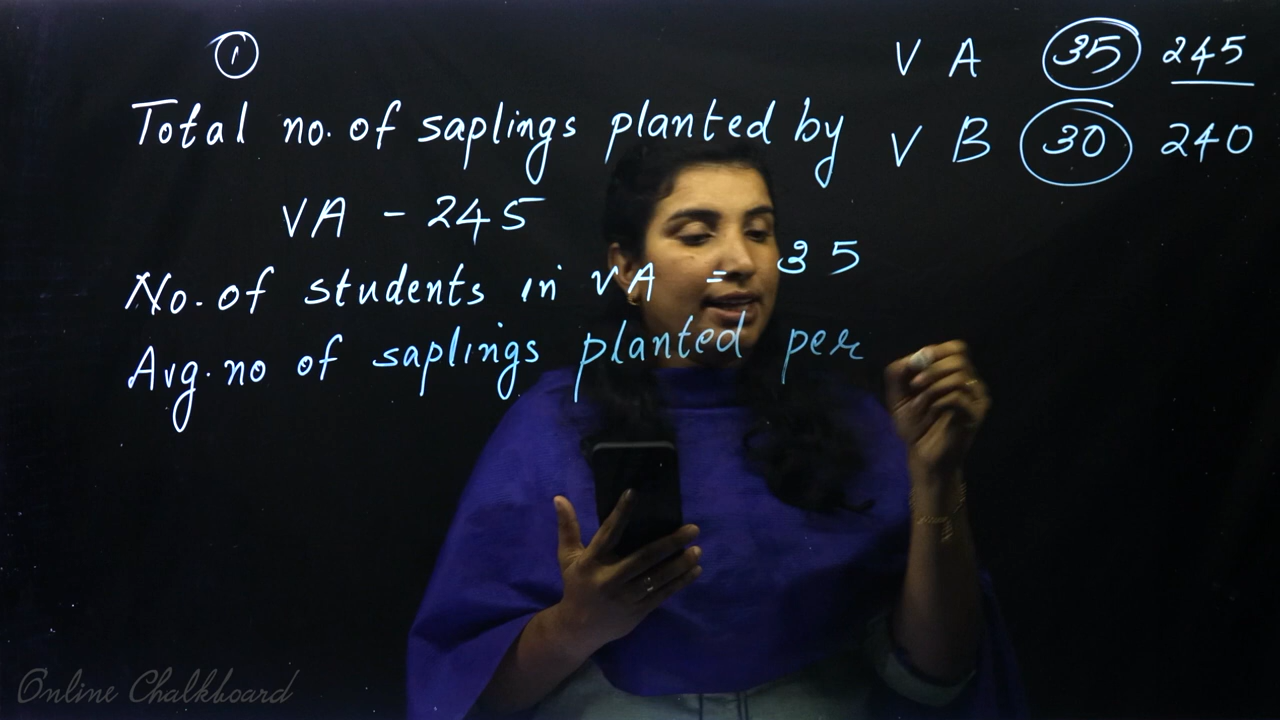 ①
V A 35 245
Total no. of saplings planted by
V B 30 240
VA - 245
No. of students in VA = 35
Avg. no of saplings planted per
Online Chalkboard